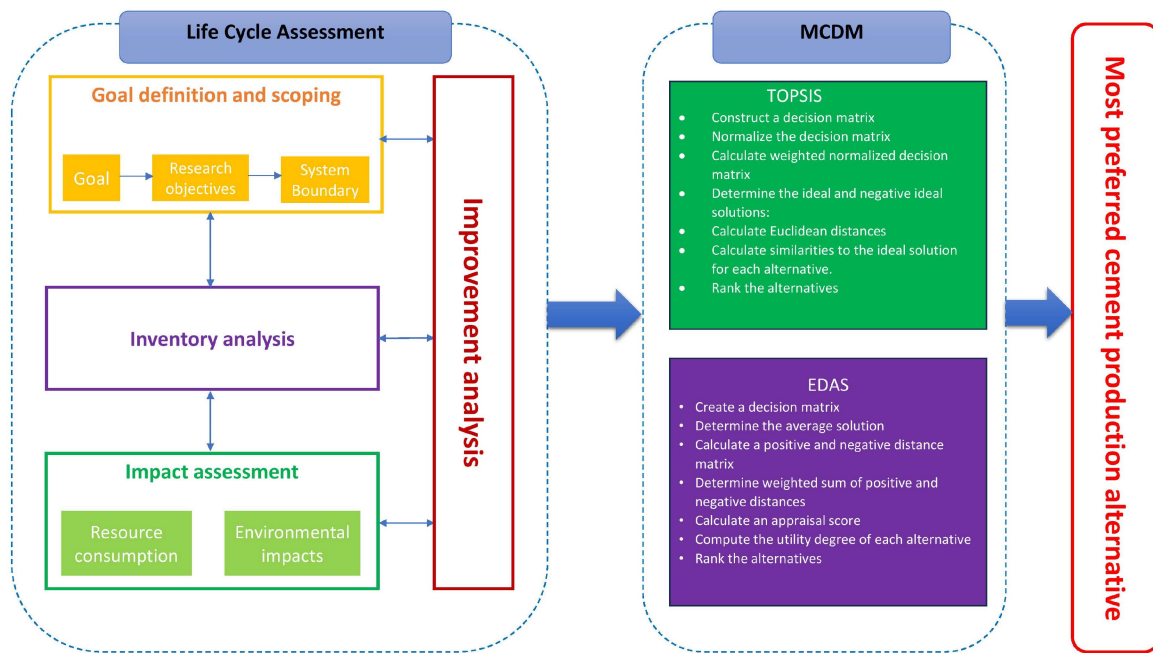 Life Cycle Assessment
Goal definition and scoping
Goal
Research
objectives
System
Boundary
Inventory analysis
Impact assessment
Resource
consumption
Environmental
impacts
Improvement analysis
MCDM
TOPSIS
• Construct a decision matrix
• Normalize the decision matrix
• Calculate weighted normalized decision
matrix
• Determine the ideal and negative ideal
solutions:
• Calculate Euclidean distances
• Calculate similarities to the ideal solution
for each alternative.
• Rank the alternatives
EDAS
• Create a decision matrix
• Determine the average solution
• Calculate a positive and negative distance
matrix
• Determine weighted sum of positive and
negative distances
• Calculate an appraisal score
• Compute the utility degree of each alternative
• Rank the alternatives
Most preferred cement production alternative